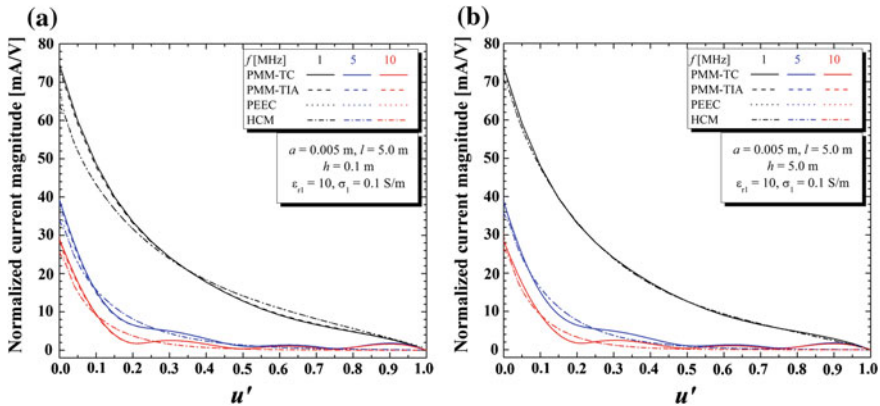 (a)
Normalized current magnitude [mA/V]
80
70
60
50
40
30
20
10
0
f [MHz] 1 5 10
PMM-TC
PMM-TIA
PEEC
HCM
a = 0.005 m, l = 5.0 m
h = 0.1 m
εr1 = 10, σ1 = 0.1 S/m
0.0 0.1 0.2 0.3 0.4 0.5 0.6 0.7 0.8 0.9 1.0
u'
(b)
Normalized current magnitude [mA/V]
80
70
60
50
40
30
20
10
0
f [MHz] 1 5 10
PMM-TC
PMM-TIA
PEEC
HCM
a = 0.005 m, l = 5.0 m
h = 5.0 m
εr1 = 10, σ1 = 0.1 S/m
0.0 0.1 0.2 0.3 0.4 0.5 0.6 0.7 0.8 0.9 1.0
u'